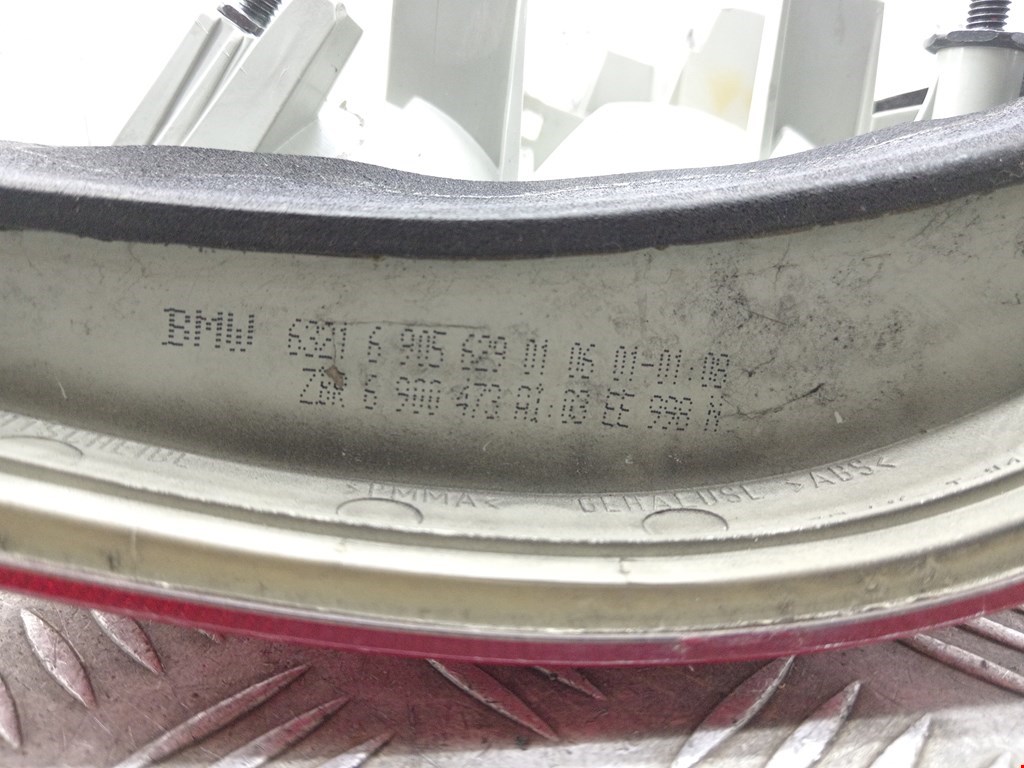 BMW 6321 6 905 629 01 06 01-01:08
ZBR 6 900 473 A1:03 EE 998 M
>PMMA< GEHAEUSE >ABS<